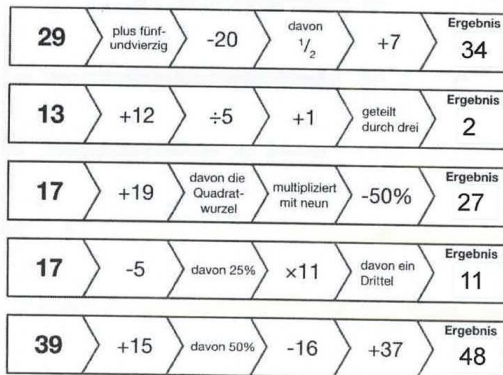 29 plus fünf-undvierzig -20 davon 1/2 +7 Ergebnis 34
13 +12 ÷5 +1 geteilt durch drei Ergebnis 2
17 +19 davon die Quadrat-wurzel multipliziert mit neun -50% Ergebnis 27
17 -5 davon 25% ×11 davon ein Drittel Ergebnis 11
39 +15 davon 50% -16 +37 Ergebnis 48